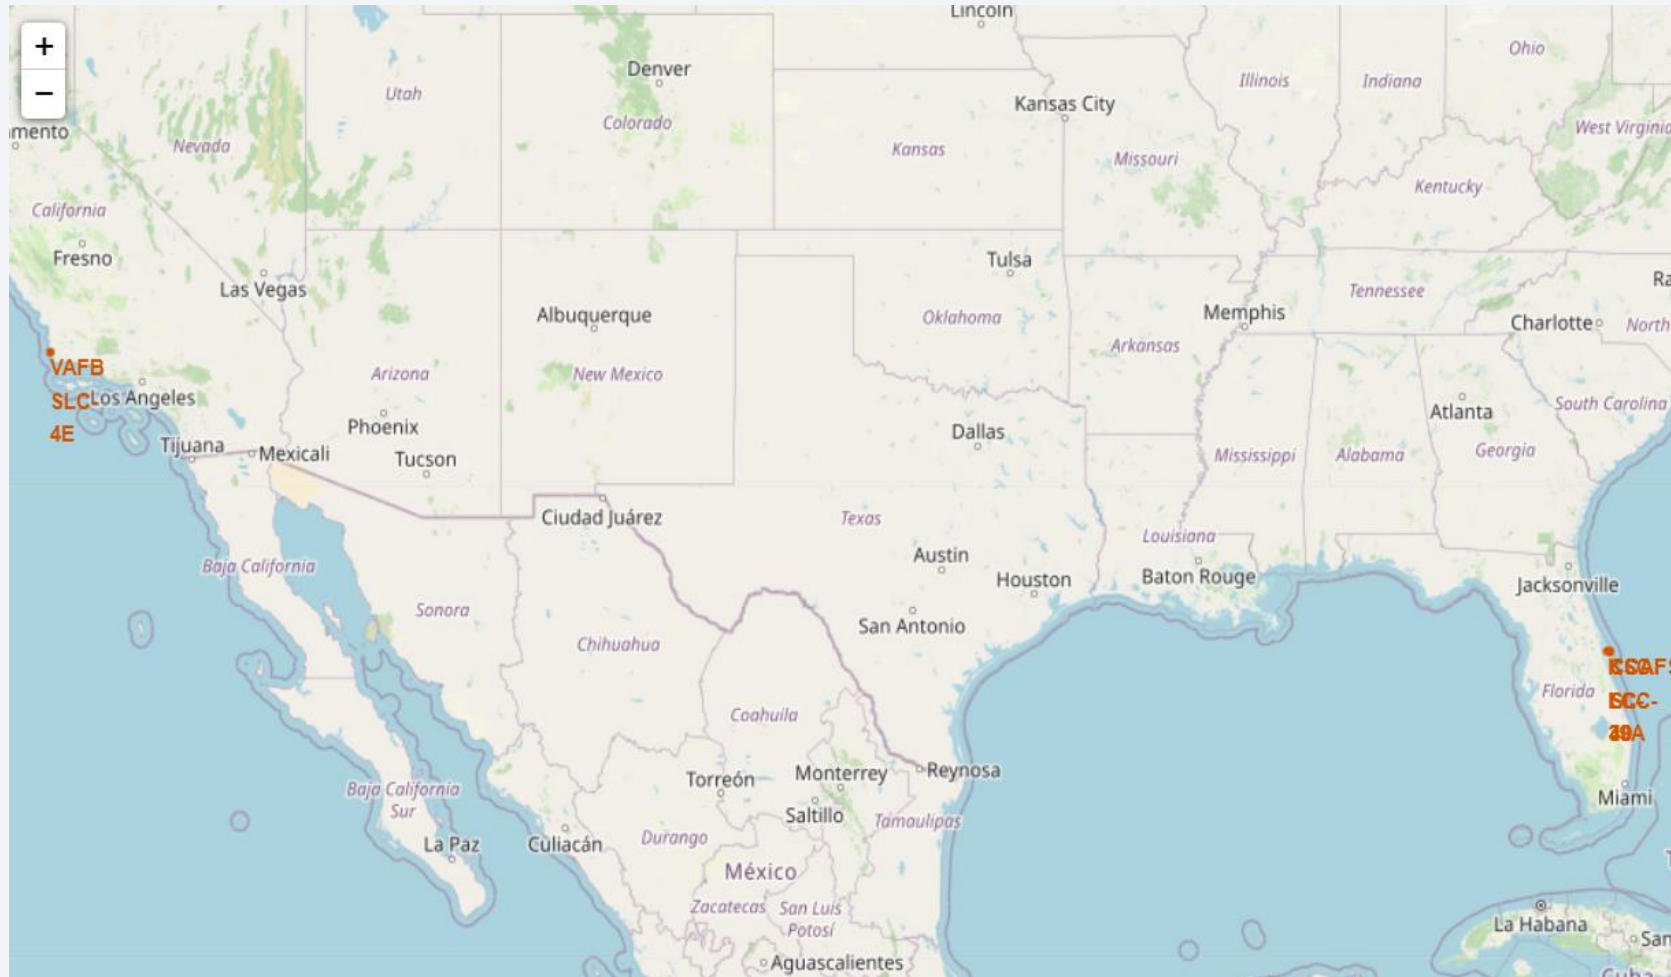 Lincoln
+
Ohio
Denver
Illinois
Indiana
−
Utah
Kansas City
Colorado
West Virginia
Nevada
Kansas
Missouri
Kentucky
California
Fresno
Tulsa
Las Vegas
Tennessee
Albuquerque
Oklahoma
Memphis
Charlotte
North
Arkansas
VAFB
SLC-
4E
Arizona
New Mexico
Los Angeles
South Carolina
Atlanta
Phoenix
Dallas
Tijuana
Mexicali
Tucson
Mississippi
Alabama
Georgia
Ciudad Juárez
Texas
Louisiana
Austin
Baja California
Houston
Baton Rouge
Jacksonville
Sonora
San Antonio
Chihuahua
Florida
Coahuila
Torreón
Monterrey
Reynosa
Baja California
Sur
Miami
Saltillo
Tamaulipas
Durango
La Paz
Culiacán
México
Zacatecas
San Luis
Potosí
La Habana
Aguascalientes